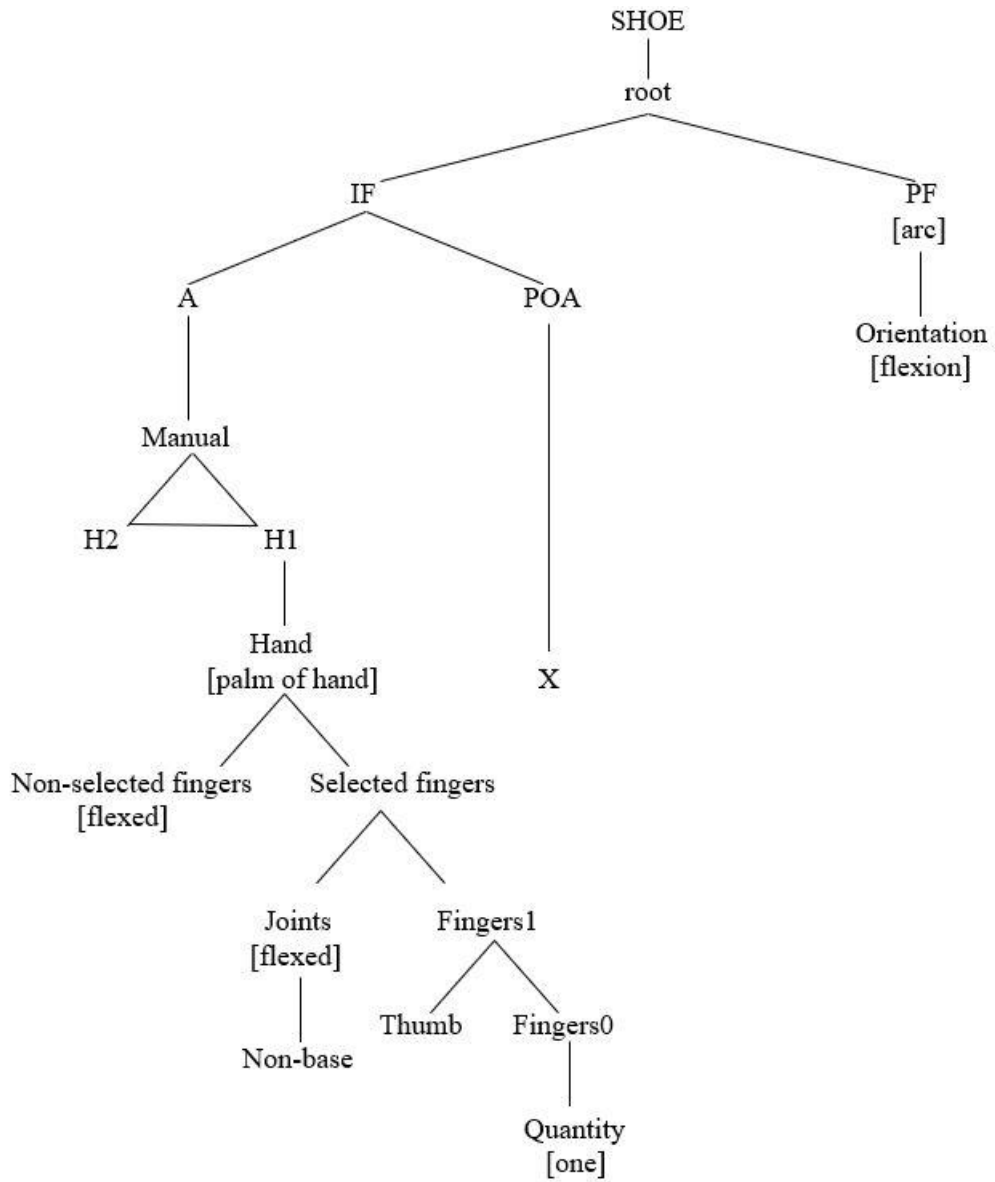 SHOE
root
IF PF
[arc]
A POA
Orientation
[flexion]
Manual
H2 H1
Hand
[palm of hand] X
Non-selected fingers Selected fingers
[flexed]
Joints Fingers1
[flexed]
Thumb Fingers0
Non-base
Quantity
[one]